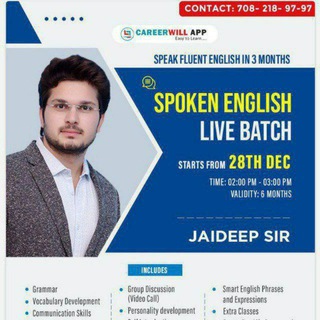 CONTACT: 708- 218- 97-97
CAREERWILL APP
Easy to Learn
SPEAK FLUENT ENGLISH IN 3 MONTHS
SPOKEN ENGLISH
LIVE BATCH
STARTS FROM 28TH DEC
TIME: 02:00 PM - 03:00 PM
VALIDITY: 6 MONTHS
JAIDEEP SIR
INCLUDES
• Grammar
• Vocabulary Development
• Communication Skills
• Group Discussion
(Video Call)
• Personality development
• Smart English Phrases
and Expressions
• Extra Classes